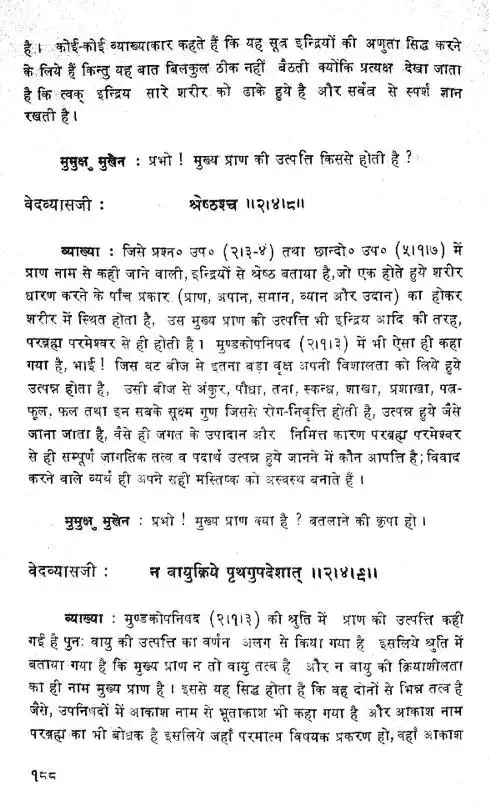 है। कोई-कोई व्याख्याकार कहते हैं कि यह सूत्र इन्द्रियों की अणुता सिद्ध करने
के लिये हैं किन्तु यह बात बिलकुल ठीक नहीं बैठती क्योंकि प्रत्यक्ष देखा जाता
है कि त्वक् इन्द्रिय सारे शरीर को ढाके हुये है और सर्वत्र से स्पर्श ज्ञान
रखती है।
मुमुक्षु मुखेन : प्रभो ! मुख्य प्राण की उत्पत्ति किससे होती है ?
वेदव्यासजी : श्रेष्ठश्च ॥२।४।८॥
व्याख्या : जिसे प्रश्न० उप० (२।३-४) तथा छान्दो० उप० (५।१।७) में
प्राण नाम से कही जाने वाली, इन्द्रियों से श्रेष्ठ बताया है, जो एक होते हुये शरीर
धारण करने के पाँच प्रकार (प्राण, अपान, समान, व्यान और उदान) का होकर
शरीर में स्थित होता है, उस मुख्य प्राण की उत्पत्ति भी इन्द्रिय आदि की तरह,
परब्रह्म परमेश्वर से ही होती है। मुण्डकोपनिषद (२।१।३) में भी ऐसा ही कहा
गया है, भाई! जिस वट बीज से इतना बड़ा वृक्ष अपनी विशालता को लिये हुये
उत्पन्न होता है, उसी बीज से अंकुर, पौधा, तना, स्कन्ध, शाखा, प्रशाखा, पत्र-
फूल, फल तथा इन सबके सूक्ष्म गुण जिससे रोग-निवृत्ति होती है, उत्पन्न हुये जैसे
जाना जाता है, वैसे ही जगत के उपादान और निमित्त कारण परब्रह्म परमेश्वर
से ही सम्पूर्ण जागतिक तत्व व पदार्थ उत्पन्न हुये जानने में कौन आपत्ति है; विवाद
करने वाले व्यर्थ ही अपने सही मस्तिष्क को अस्वस्थ बनाते हैं।
मुमुक्षु मुखेन : प्रभो ! मुख्य प्राण क्या है ? बतलाने की कृपा हो।
वेदव्यासजी : न वायुक्रिये पृथगुपदेशात् ॥२।४।९॥
व्याख्या : मुण्डकोपनिषद (२।१।३) की श्रुति में प्राण की उत्पत्ति कही
गई है पुनः वायु की उत्पत्ति का वर्णन अलग से किया गया है इसलिये श्रुति में
बताया गया है कि मुख्य प्राण न तो वायु तत्व है और न वायु की क्रियाशीलता
का ही नाम मुख्य प्राण है। इससे यह सिद्ध होता है कि वह दोनों से भिन्न तत्व है
जैसे, उपनिषदों में आकाश नाम से भूताकाश भी कहा गया है और आकाश नाम
परब्रह्म का भी बोधक है इसलिये जहाँ परमात्म विषयक प्रकरण हो, वहाँ आकाश
१८८